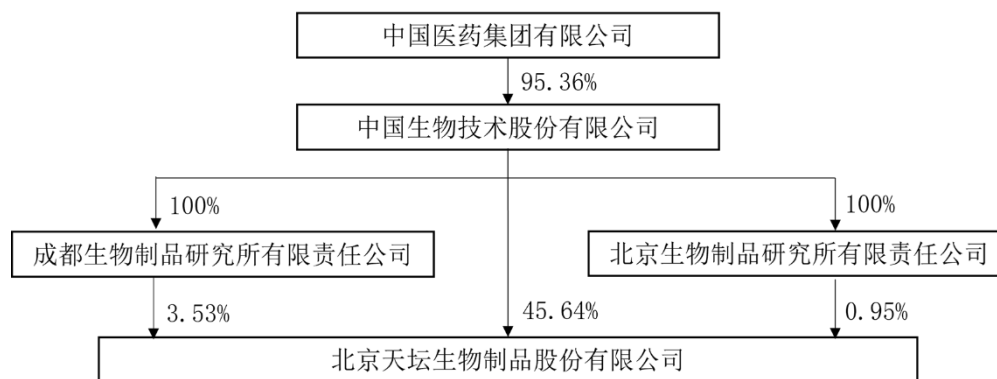 中国医药集团有限公司
95.36%
中国生物技术股份有限公司
100%
100%
成都生物制品研究所有限责任公司
北京生物制品研究所有限责任公司
3.53%
45.64%
0.95%
北京天坛生物制品股份有限公司